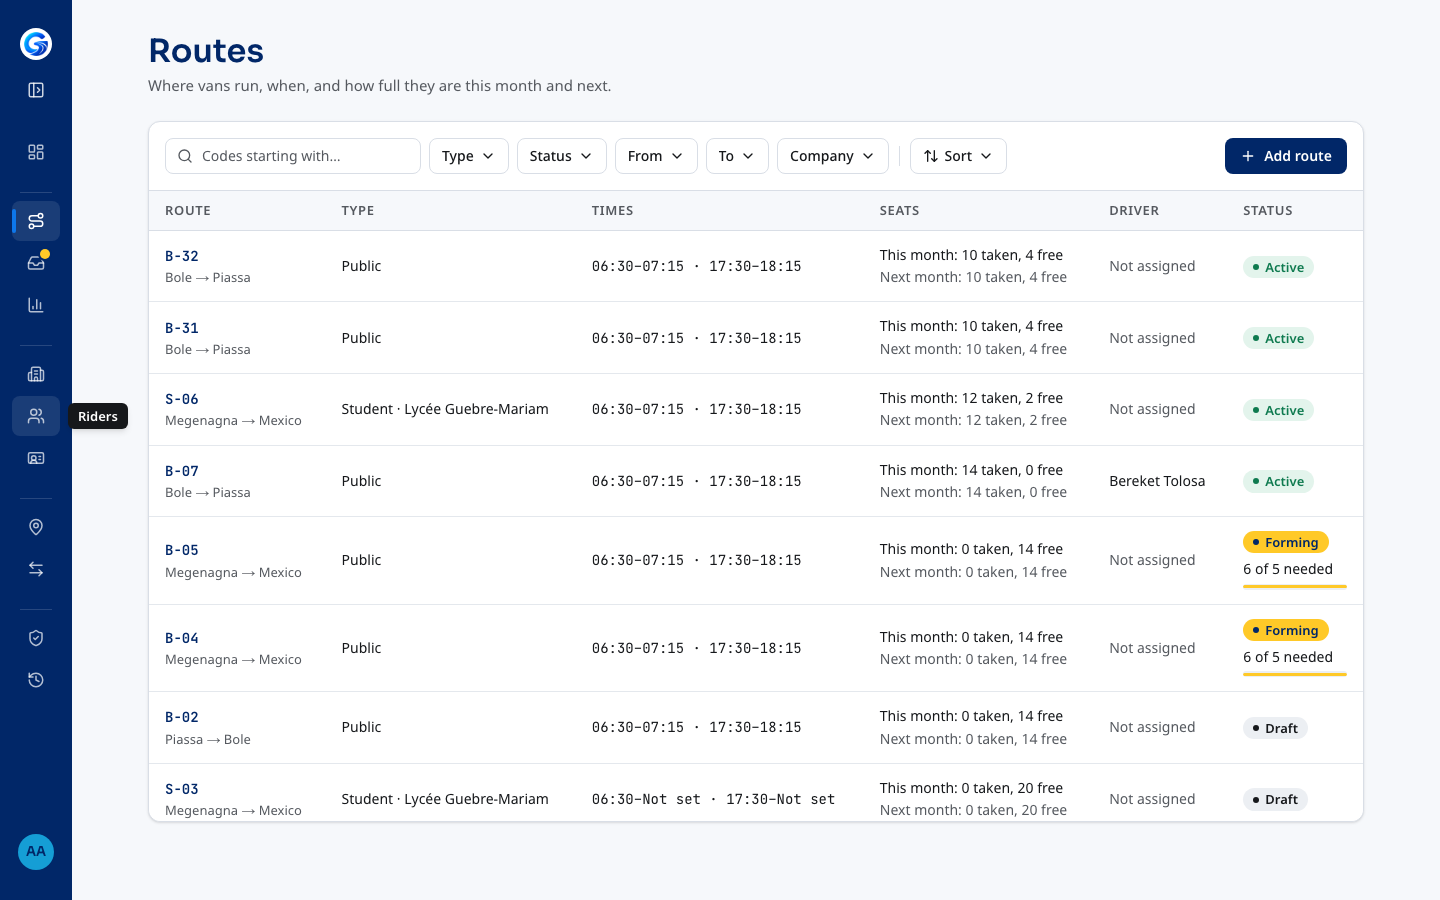 Routes
Where vans run, when, and how full they are this month and next.
Codes starting with...
Type
Status
From
To
Company
Sort
Add route
ROUTE TYPE TIMES SEATS DRIVER STATUS
B-32
Bole → Piassa
Public
06:30–07:15 · 17:30–18:15
This month: 10 taken, 4 free
Next month: 10 taken, 4 free
Not assigned
Active
B-31
Bole → Piassa
Public
06:30–07:15 · 17:30–18:15
This month: 10 taken, 4 free
Next month: 10 taken, 4 free
Not assigned
Active
S-06
Megenagna → Mexico
Student · Lycée Guebre-Mariam
06:30–07:15 · 17:30–18:15
This month: 12 taken, 2 free
Next month: 12 taken, 2 free
Not assigned
Active
Riders
B-07
Bole → Piassa
Public
06:30–07:15 · 17:30–18:15
This month: 14 taken, 0 free
Next month: 14 taken, 0 free
Bereket Tolosa
Active
B-05
Megenagna → Mexico
Public
06:30–07:15 · 17:30–18:15
This month: 0 taken, 14 free
Next month: 0 taken, 14 free
Not assigned
Forming
6 of 5 needed
B-04
Megenagna → Mexico
Public
06:30–07:15 · 17:30–18:15
This month: 0 taken, 14 free
Next month: 0 taken, 14 free
Not assigned
Forming
6 of 5 needed
B-02
Piassa → Bole
Public
06:30–07:15 · 17:30–18:15
This month: 0 taken, 14 free
Next month: 0 taken, 14 free
Not assigned
Draft
S-03
Megenagna → Mexico
Student · Lycée Guebre-Mariam
06:30–Not set · 17:30–Not set
This month: 0 taken, 20 free
Next month: 0 taken, 20 free
Not assigned
Draft
AA